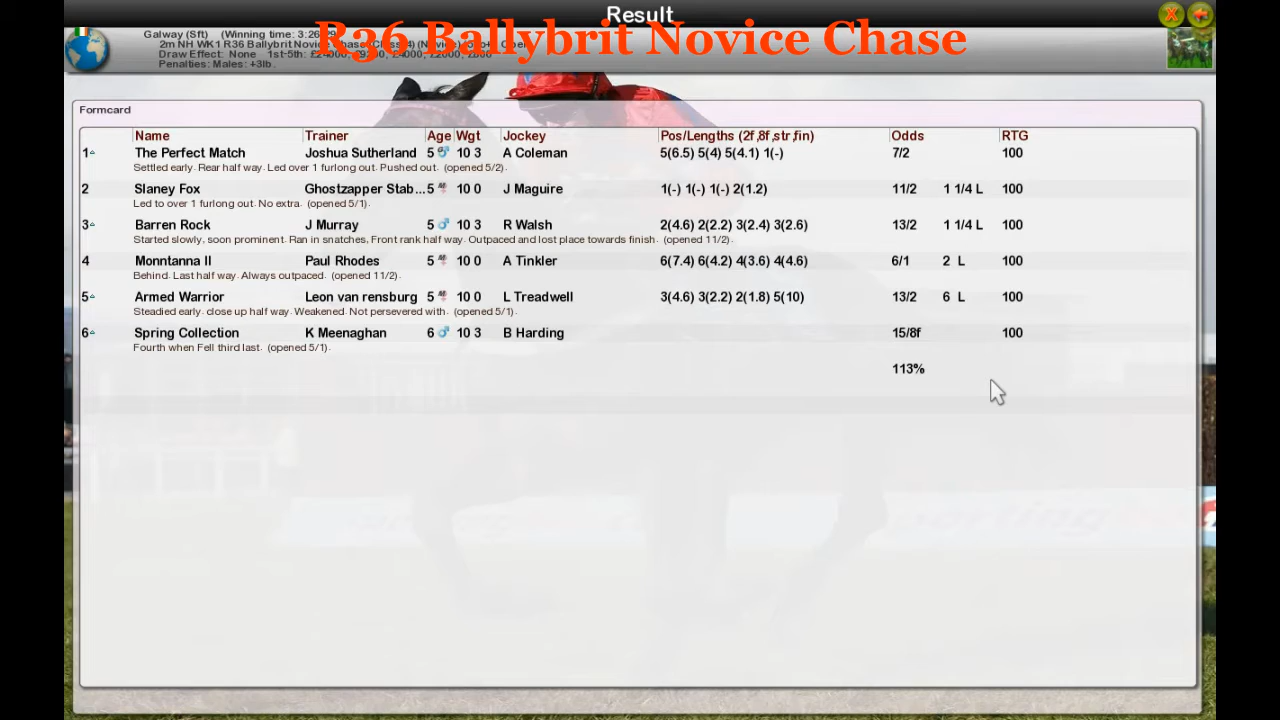 Result
R36 Ballybrit Novice Chase
Galway (Sft) (Winning time: 3:26
2m NH WK1 R36 Ballybrit Novice Chase
Draw Effect: None 1st-5th: £24000, £9200, £4000, £2000, £800
Penalties: Males: +3lb.
Formcard
Name Trainer Age Wgt Jockey Pos/Lengths (2f,8f,str,fin) Odds RTG
1 The Perfect Match Joshua Sutherland 5 10 3 A Coleman 5(6.5) 5(4) 5(4.1) 1(-) 7/2 100
Settled early. Rear half way. Led over 1 furlong out. Pushed out. (opened 5/2).
2 Slaney Fox Ghostzapper Stab... 5 10 0 J Maguire 1(-) 1(-) 1(-) 2(1.2) 11/2 1 1/4 L 100
Led to over 1 furlong out. No extra. (opened 5/1).
3 Barren Rock J Murray 5 10 3 R Walsh 2(4.6) 2(2.2) 3(2.4) 3(2.6) 13/2 1 1/4 L 100
Started slowly, soon prominent. Ran in snatches, Front rank half way. Outpaced and lost place towards finish. (opened 11/2).
4 Monntanna II Paul Rhodes 5 10 0 A Tinkler 6(7.4) 6(4.2) 4(3.6) 4(4.6) 6/1 2 L 100
Behind. Last half way. Always outpaced. (opened 11/2).
5 Armed Warrior Leon van rensburg 5 10 0 L Treadwell 3(4.6) 3(2.2) 2(1.8) 5(10) 13/2 6 L 100
Steadied early. close up half way. Weakened. Not persevered with. (opened 5/1).
6 Spring Collection K Meenaghan 6 10 3 B Harding 15/8f 100
Fourth when Fell third last. (opened 5/1).
113%